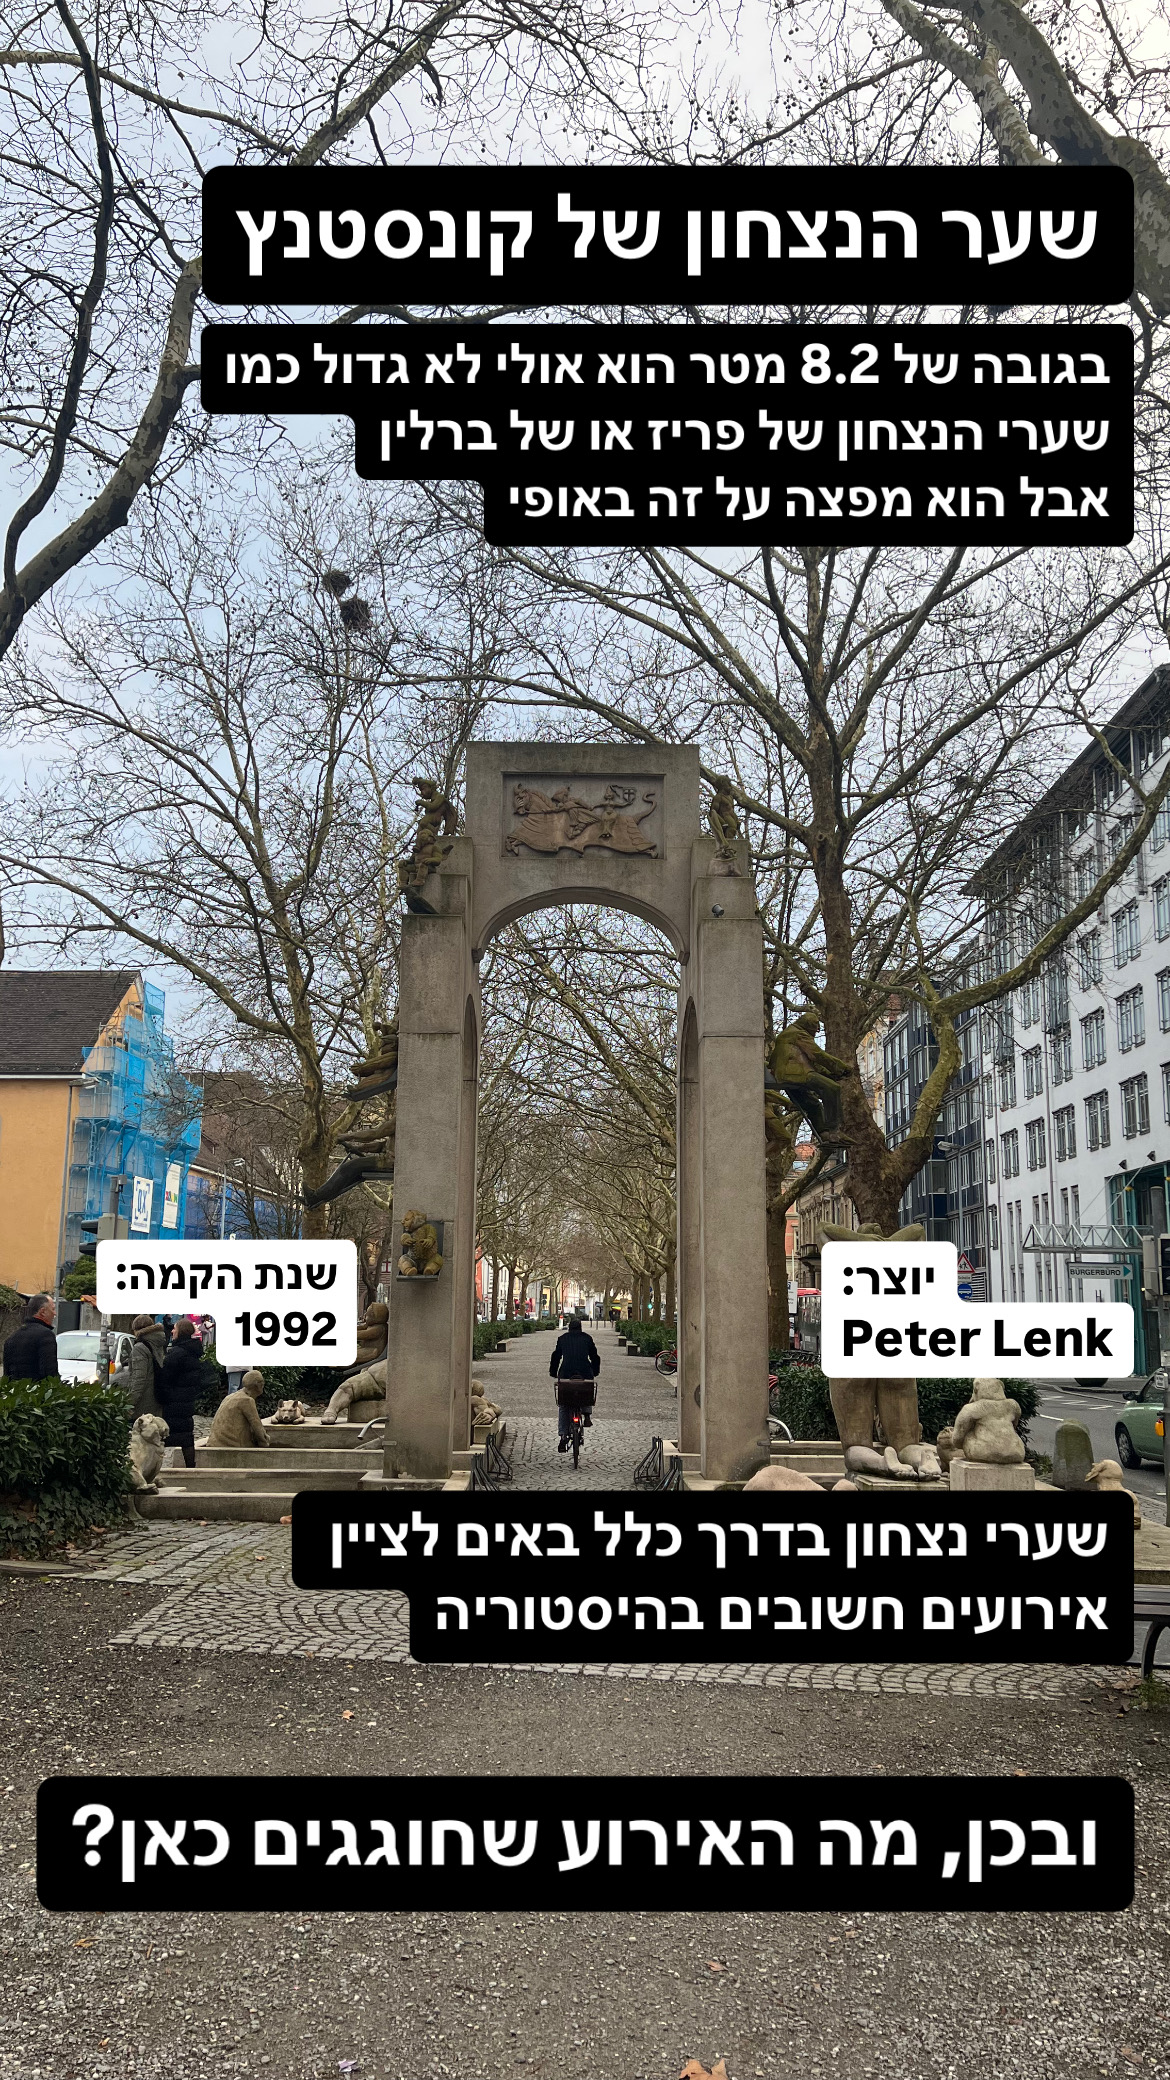 שער הנצחון של קונסטנץ
בגובה של 8.2 מטר הוא אולי לא גדול כמו
שערי הנצחון של פריז או של ברלין
אבל הוא מפצה על זה באופי
שנת הקמה:
1992
יוצר:
Peter Lenk
BÜRGERBÜRO
שערי נצחון בדרך כלל באים לציין
אירועים חשובים בהיסטוריה
ובכן, מה האירוע שחוגגים כאן?